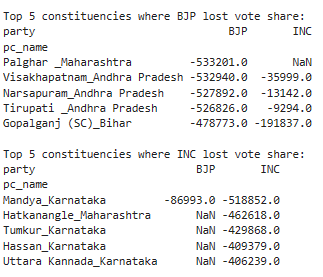 Top 5 constituencies where BJP lost vote share:
party BJP INC
pc_name
Palghar _Maharashtra -533201.0 NaN
Visakhapatnam_Andhra Pradesh -532940.0 -35999.0
Narsapuram_Andhra Pradesh -527892.0 -13142.0
Tirupati _Andhra Pradesh -526826.0 -9294.0
Gopalganj (SC)_Bihar -478773.0 -191837.0
Top 5 constituencies where INC lost vote share:
party BJP INC
pc_name
Mandya_Karnataka -86993.0 -518852.0
Hatkanangle_Maharashtra NaN -462618.0
Tumkur_Karnataka NaN -429868.0
Hassan_Karnataka NaN -409379.0
Uttara Kannada_Karnataka NaN -406239.0